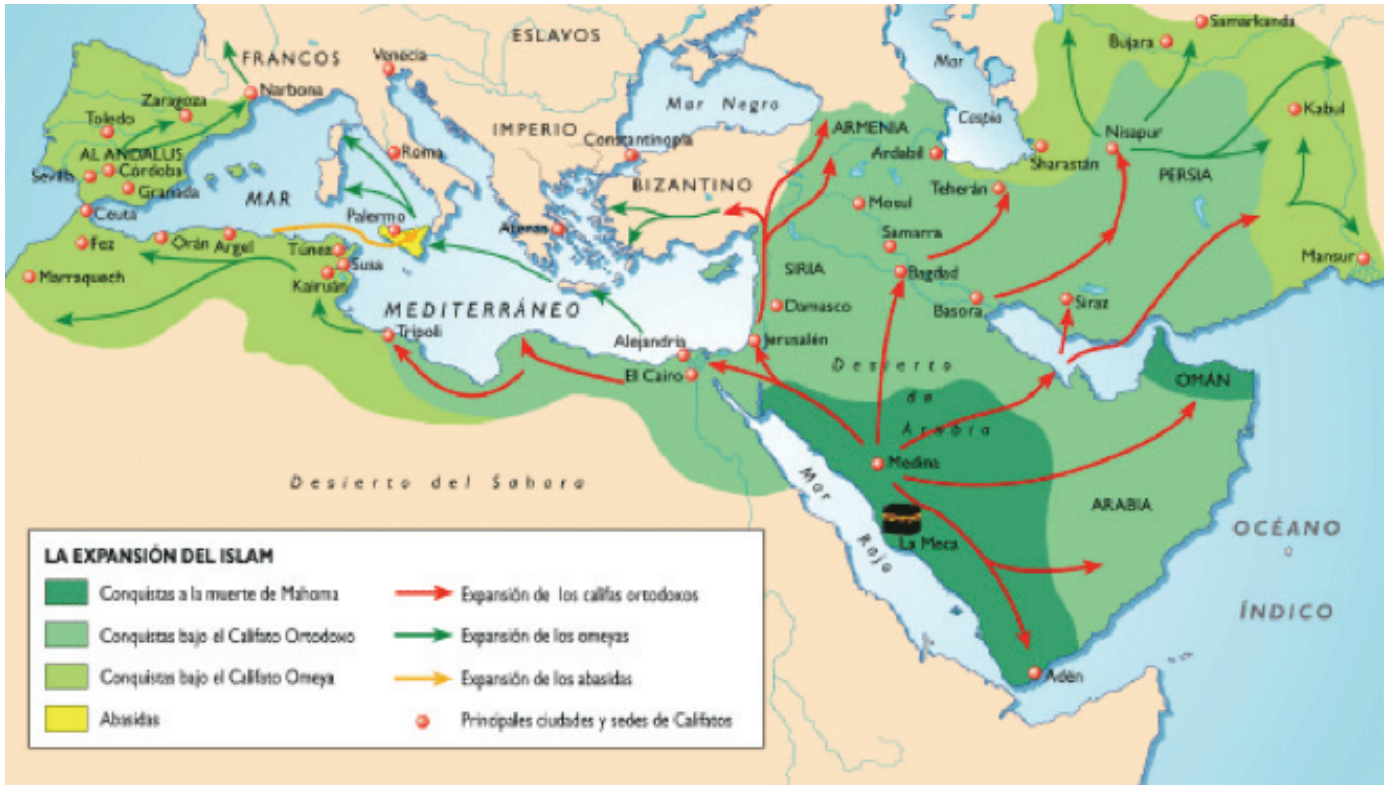 ESLAVOS
FRANCOS
Venecia
Narbona
Zaragoza
Toledo
AL ANDALUS
Córdoba
Sevilla
Granada
Ceuta
Fez
Orán
Argel
Marraquech
Túnez
Susa
Kairuán
MAR
MEDITERRÁNEO
Palermo
Roma
IMPERIO
BIZANTINO
Constantinopla
Atenas
Mar Negro
Mar
Caspio
Samarkanda
Bujara
Kabul
Nisapur
Sharastán
PERSIA
Mansur
ARMENIA
Ardabil
Teherán
Mosul
Samarra
SIRIA
Bagdad
Damasco
Basora
Siraz
Jerusalén
Alejandría
El Cairo
Trípoli
Desierto
de
Arabia
OMÁN
Medina
La Meca
ARABIA
Mar
Rojo
Adén
Desierto del Sahara
OCÉANO
ÍNDICO
LA EXPANSIÓN DEL ISLAM
Conquistas a la muerte de Mahoma
Conquistas bajo el Califato Ortodoxo
Conquistas bajo el Califato Omeya
Abasidas
Expansión de los califas ortodoxos
Expansión de los omeyas
Expansión de los abasidas
Principales ciudades y sedes de Califatos